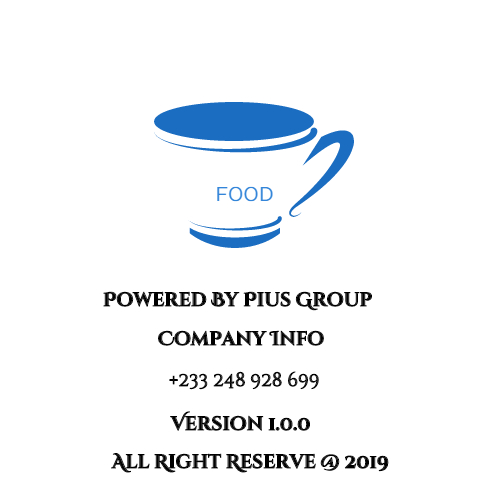 FOOD
Powered By Pius Group
Company Info
+233 248 928 699
Version 1.0.0
All Right Reserve @ 2019